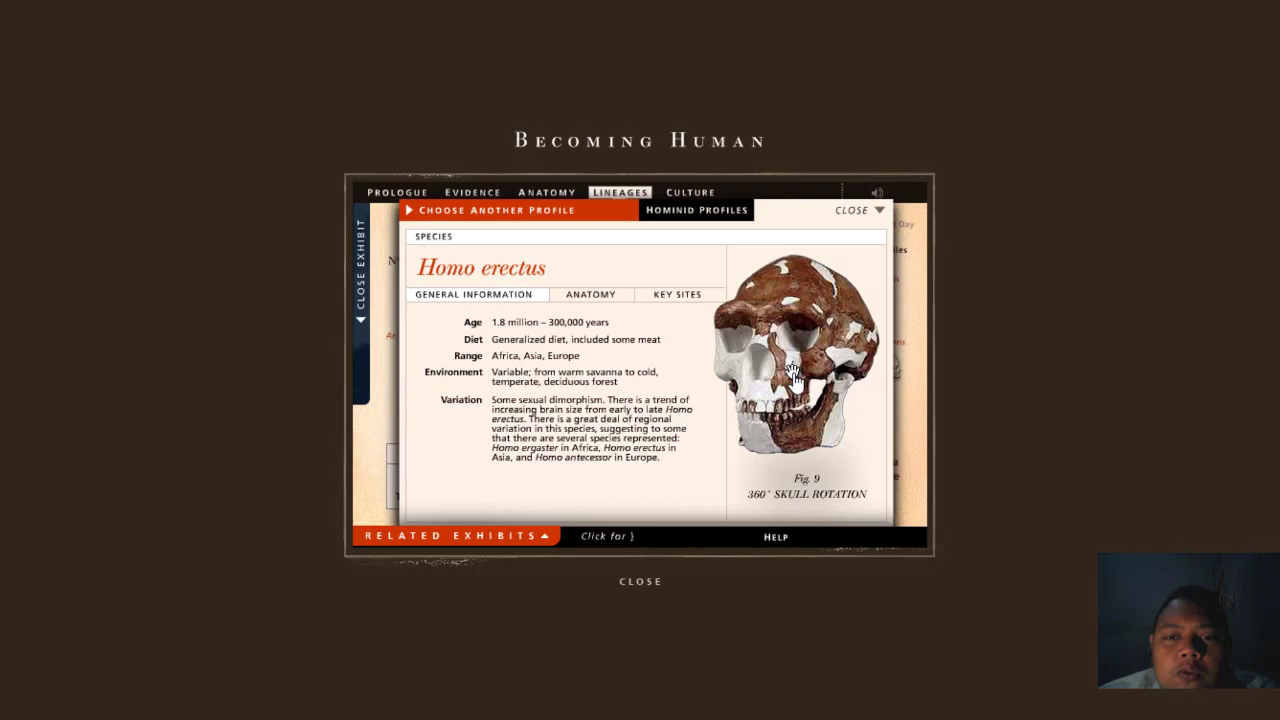 BECOMING HUMAN
PROLOGUE EVIDENCE ANATOMY LINEAGES CULTURE
CHOOSE ANOTHER PROFILE HOMINID PROFILES CLOSE
Day
SPECIES
CLOSE EXHIBIT
Homo erectus
GENERAL INFORMATION ANATOMY KEY SITES
Age 1.8 million – 300,000 years
Diet Generalized diet, included some meat
Range Africa, Asia, Europe
Environment Variable; from warm savanna to cold,
temperate, deciduous forest
Variation Some sexual dimorphism. There is a trend of
increasing brain size from early to late Homo
erectus. There is a great deal of regional
variation in this species, suggesting to some
that there are several species represented:
Homo ergaster in Africa, Homo erectus in
Asia, and Homo antecessor in Europe.
Fig. 9
360° SKULL ROTATION
RELATED EXHIBITS Click for } HELP
CLOSE